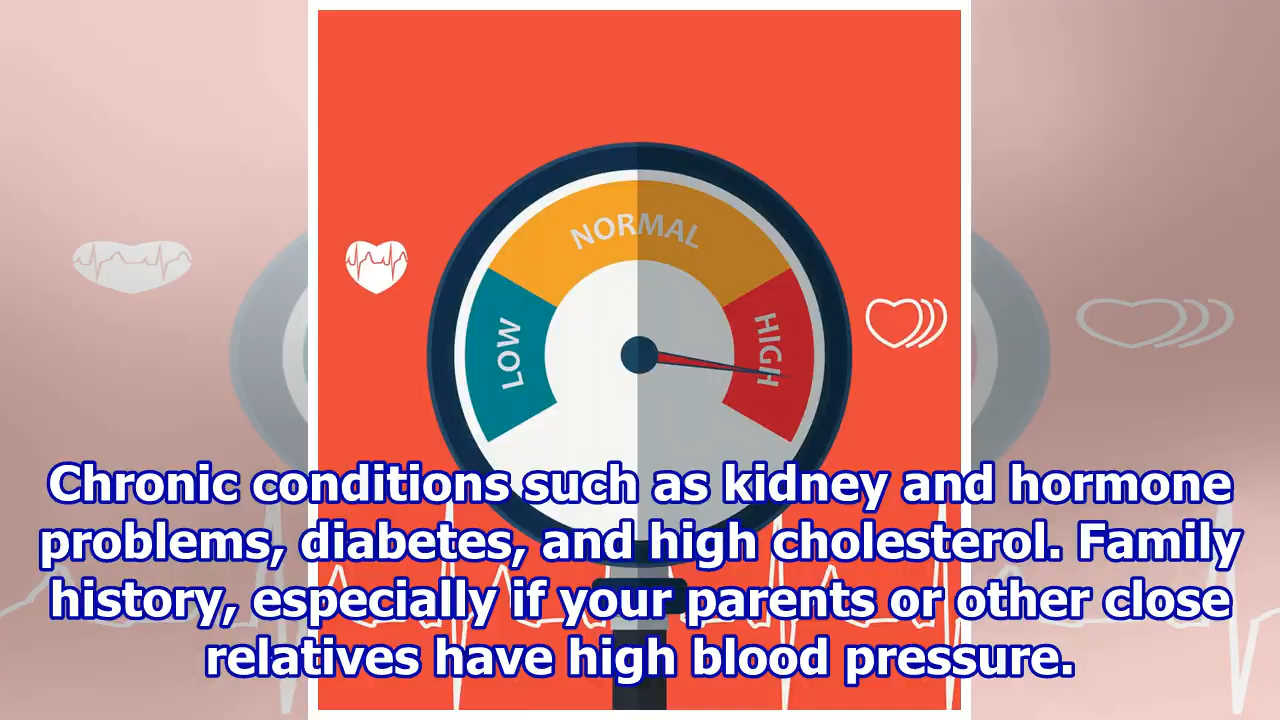 NORMAL
LOW
HIGH
Chronic conditions such as kidney and hormone
problems, diabetes, and high cholesterol. Family
history, especially if your parents or other close
relatives have high blood pressure.